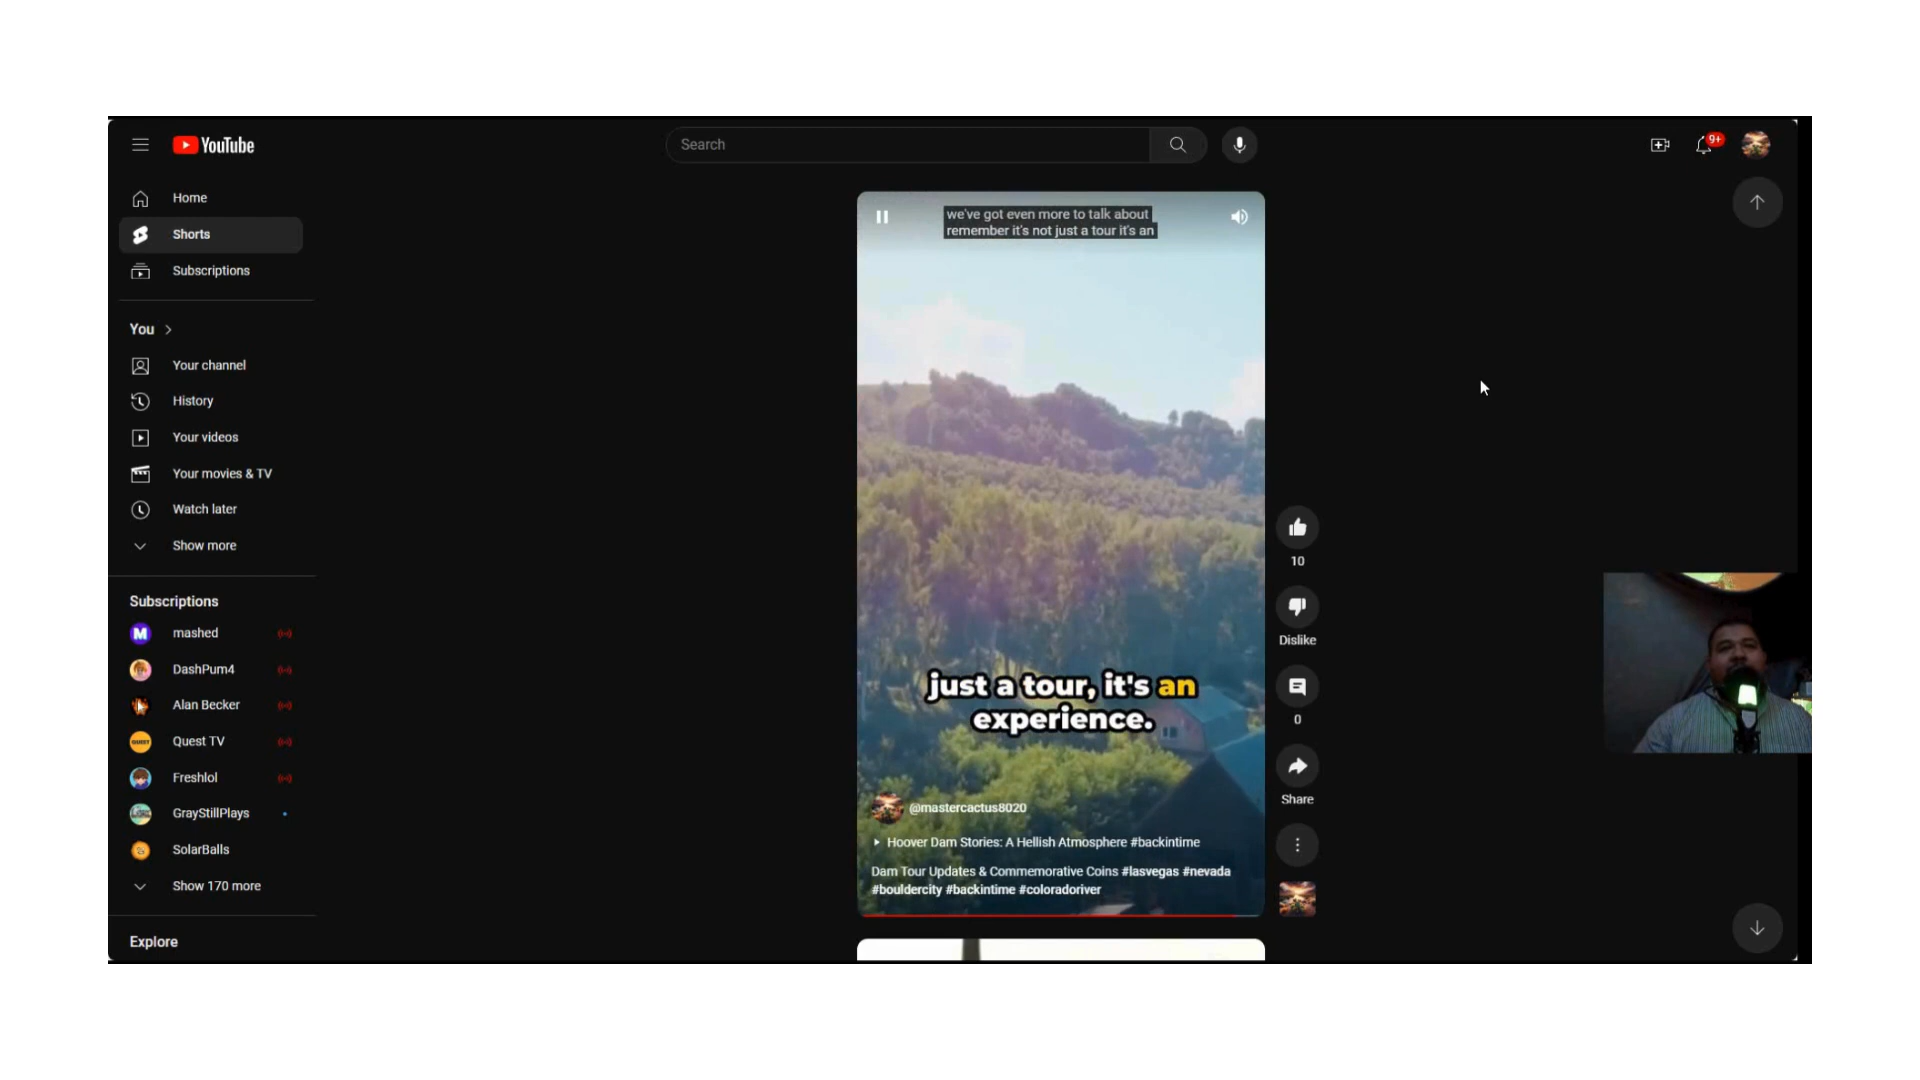 YouTube
Search
9+
Home
Shorts
Subscriptions
You
Your channel
History
Your videos
Your movies & TV
Watch later
Show more
Subscriptions
mashed
DashPum4
Alan Becker
Quest TV
Freshlol
GrayStillPlays
SolarBalls
Show 170 more
Explore
we've got even more to talk about
remember it's not just a tour it's an
just a tour, it's an
experience.
@mastercactus8020
Hoover Dam Stories: A Hellish Atmosphere #backintime
Dam Tour Updates & Commemorative Coins #lasvegas #nevada
#bouldercity #backintime #coloradoriver
10
Dislike
0
Share